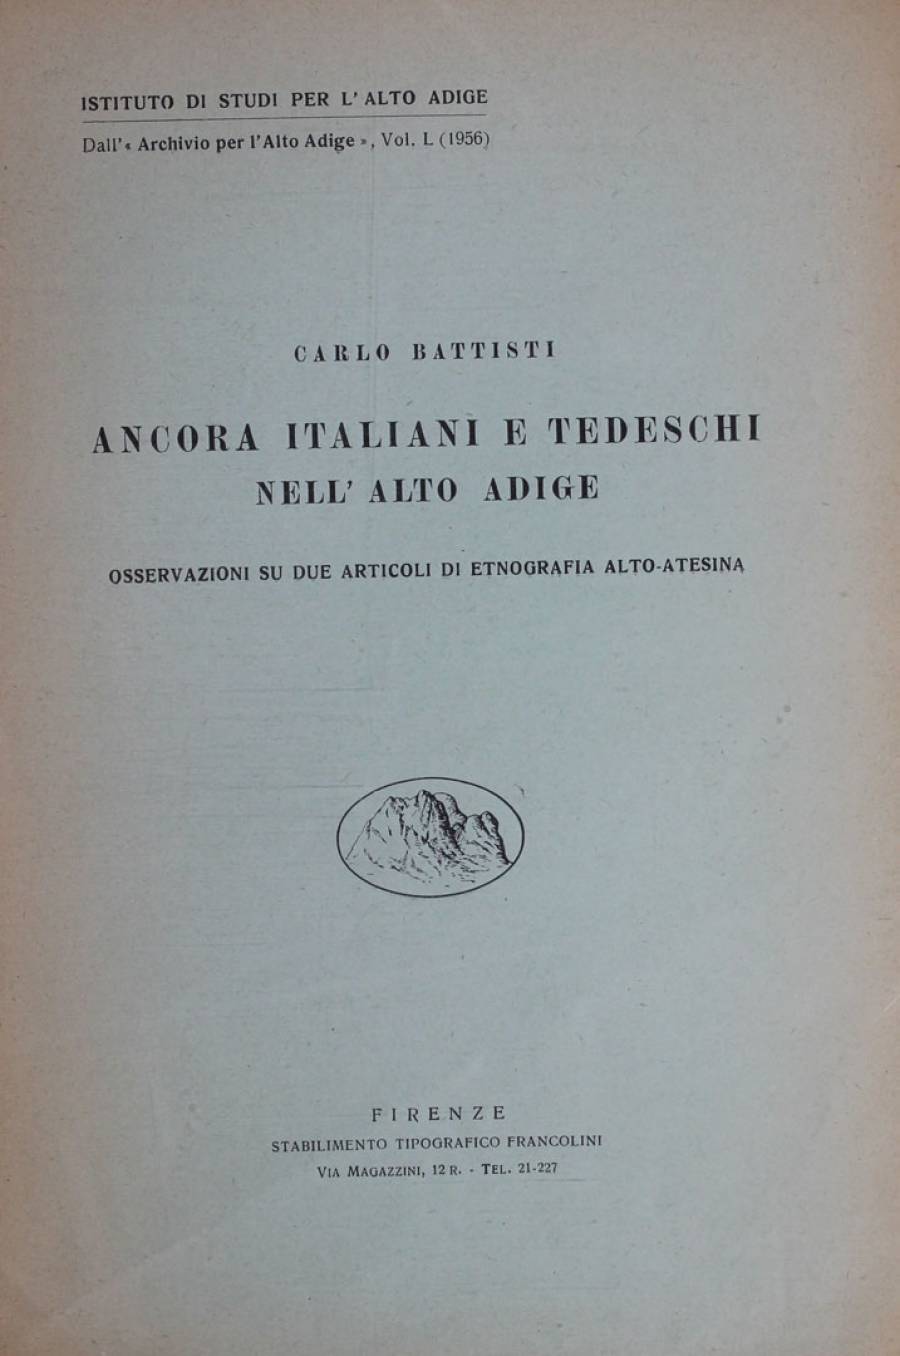 ISTITUTO DI STUDI PER L'ALTO ADIGE
Dall'« Archivio per l'Alto Adige », Vol. L (1956)
CARLO BATTISTI
ANCORA ITALIANI E TEDESCHI
NELL' ALTO ADIGE
OSSERVAZIONI SU DUE ARTICOLI DI ETNOGRAFIA ALTO-ATESINA
FIRENZE
STABILIMENTO TIPOGRAFICO FRANCOLINI
VIA MAGAZZINI, 12 R. - TEL. 21-227